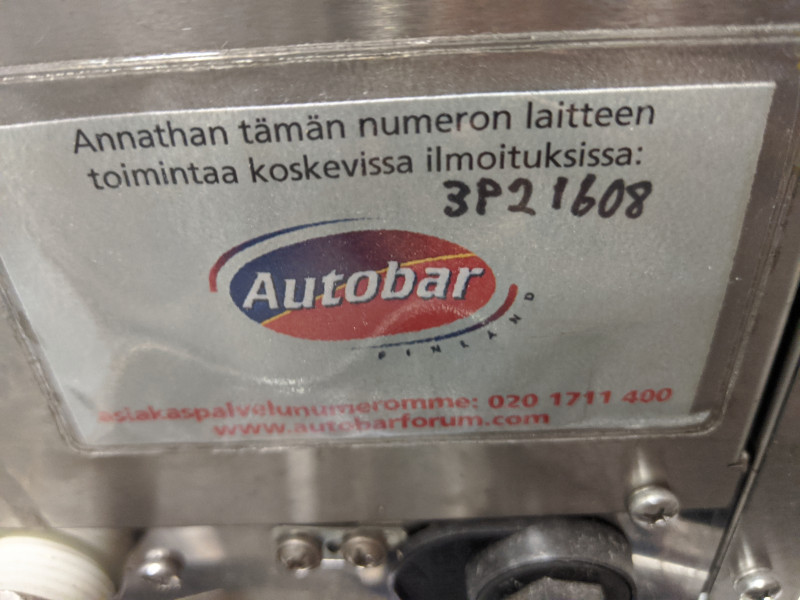 Annathan tämän numeron laitteen
toimintaa koskevissa ilmoituksissa:
3P21608
Autobar
FINLAND
asiakaspalvelunumeromme: 020 1711 400
www.autobarforum.com